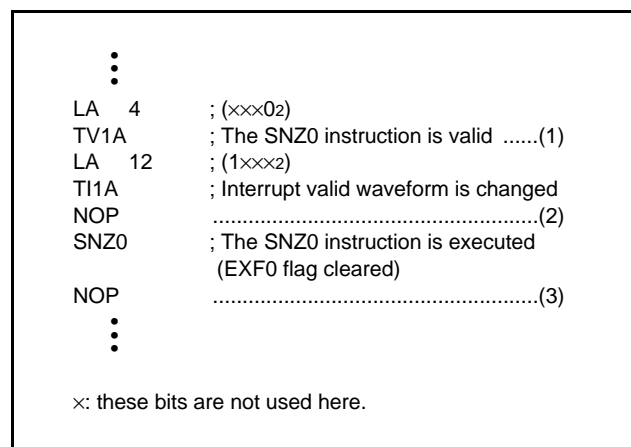 LA 4 ; (×××02)
TV1A ; The SNZ0 instruction is valid ......(1)
LA 12 ; (1×××2)
TI1A ; Interrupt valid waveform is changed
NOP ......................................................(2)
SNZ0 ; The SNZ0 instruction is executed
(EXF0 flag cleared)
NOP ......................................................(3)
×: these bits are not used here.